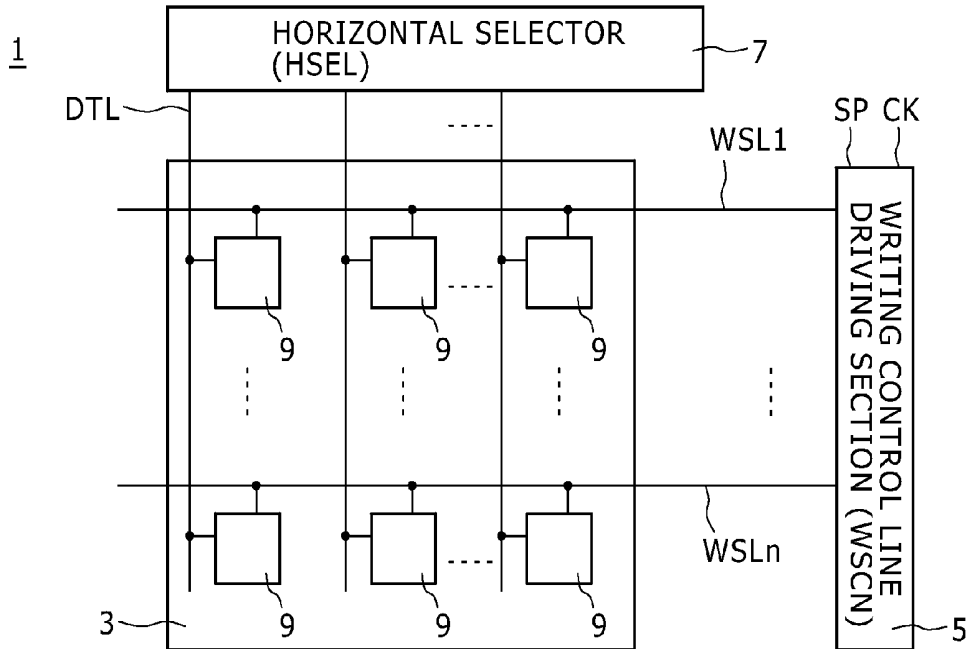 1
HORIZONTAL SELECTOR
(HSEL)
7
DTL
SP CK
WSL1
9 9 9
WRITING CONTROL LINE
DRIVING SECTION (WSCN)
WSLn
3
9 9 9
5